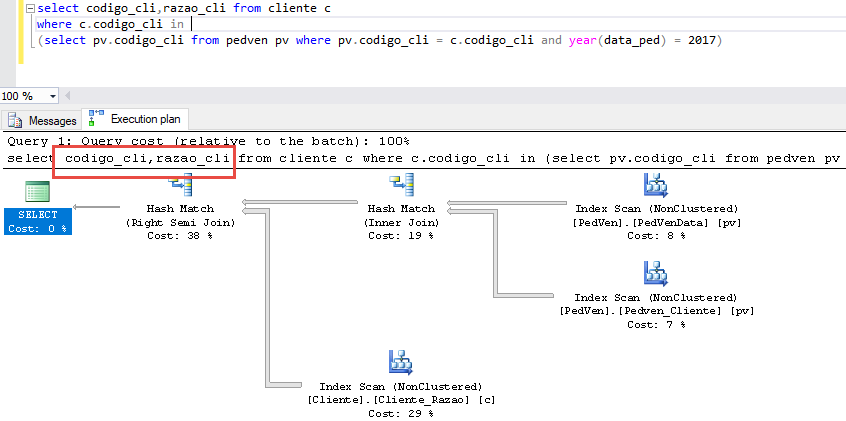 select codigo_cli,razao_cli from cliente c
where c.codigo_cli in
(select pv.codigo_cli from pedven pv where pv.codigo_cli = c.codigo_cli and year(data_ped) = 2017)
100 %
Messages
Execution plan
Query 1: Query cost (relative to the batch): 100%
select codigo_cli,razao_cli from cliente c where c.codigo_cli in (select pv.codigo_cli from pedven pv
SELECT
Cost: 0 %
Hash Match
(Right Semi Join)
Cost: 38 %
Hash Match
(Inner Join)
Cost: 19 %
Index Scan (NonClustered)
[PedVen].[PedVenData] [pv]
Cost: 8 %
Index Scan (NonClustered)
[PedVen].[Pedven_Cliente] [pv]
Cost: 7 %
Index Scan (NonClustered)
[Cliente].[Cliente_Razao] [c]
Cost: 29 %